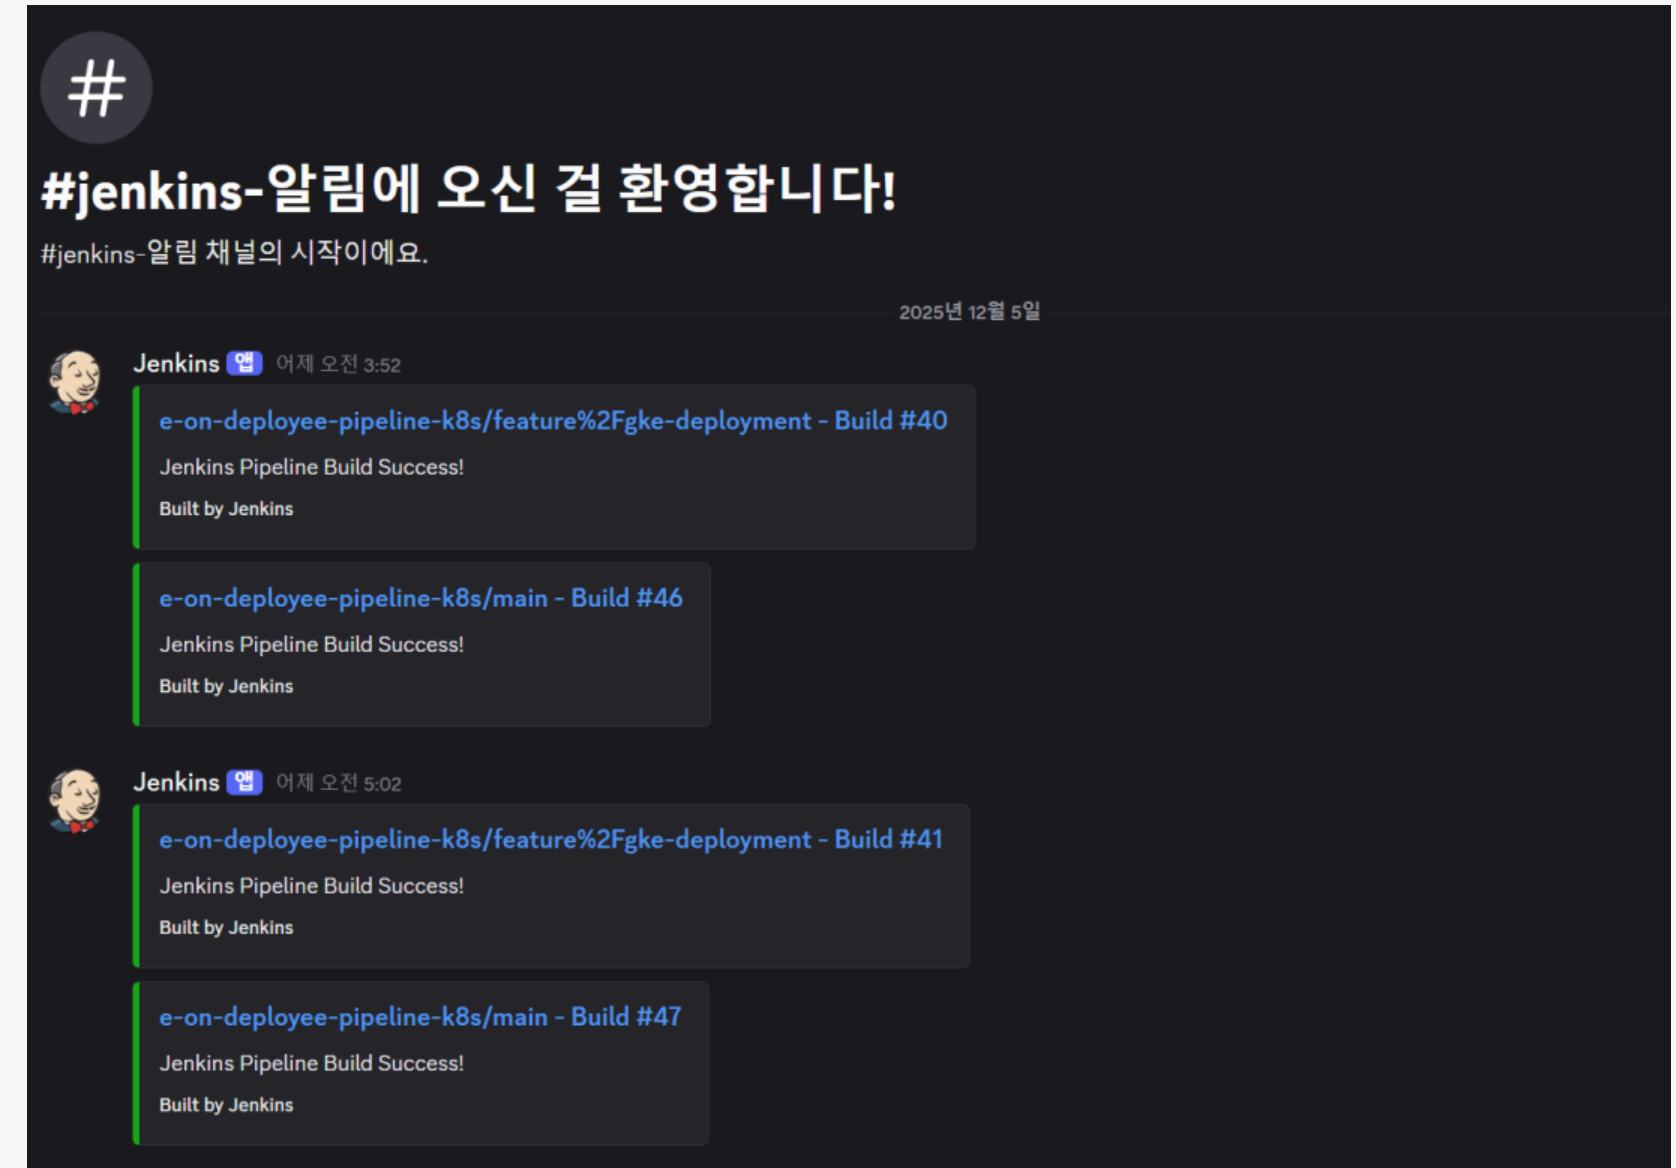 #
#jenkins-알림에 오신 걸 환영합니다!
#jenkins-알림 채널의 시작이에요.
2025년 12월 5일
Jenkins 앱 어제 오전 3:52
e-on-deployee-pipeline-k8s/feature%2Fgke-deployment - Build #40
Jenkins Pipeline Build Success!
Built by Jenkins
e-on-deployee-pipeline-k8s/main - Build #46
Jenkins Pipeline Build Success!
Built by Jenkins
Jenkins 앱 어제 오전 5:02
e-on-deployee-pipeline-k8s/feature%2Fgke-deployment - Build #41
Jenkins Pipeline Build Success!
Built by Jenkins
e-on-deployee-pipeline-k8s/main - Build #47
Jenkins Pipeline Build Success!
Built by Jenkins